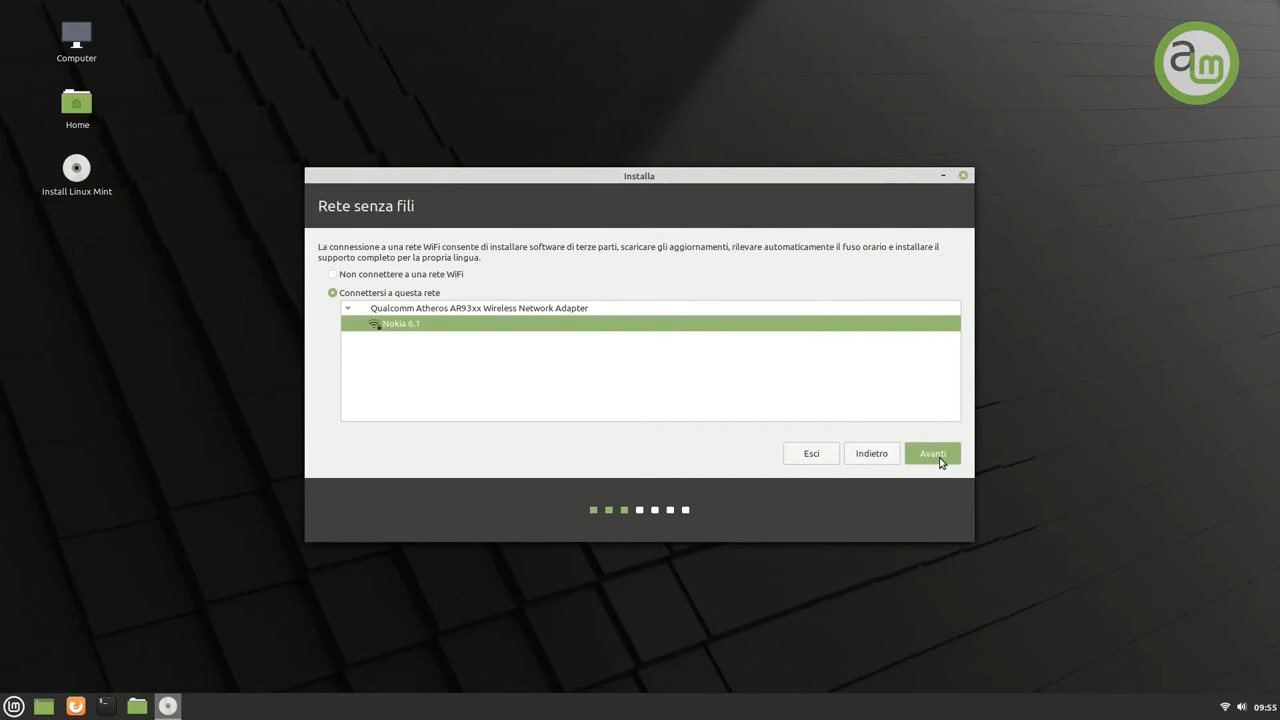 Computer
Home
Install Linux Mint
am
Installa
Rete senza fili
La connessione a una rete WiFi consente di installare software di terze parti, scaricare gli aggiornamenti, rilevare automaticamente il fuso orario e installare il
supporto completo per la propria lingua.
Non connettere a una rete WiFi
Connettersi a questa rete
Qualcomm Atheros AR93xx Wireless Network Adapter
Nokia 6.1
Esci
Indietro
Avanti
09:55